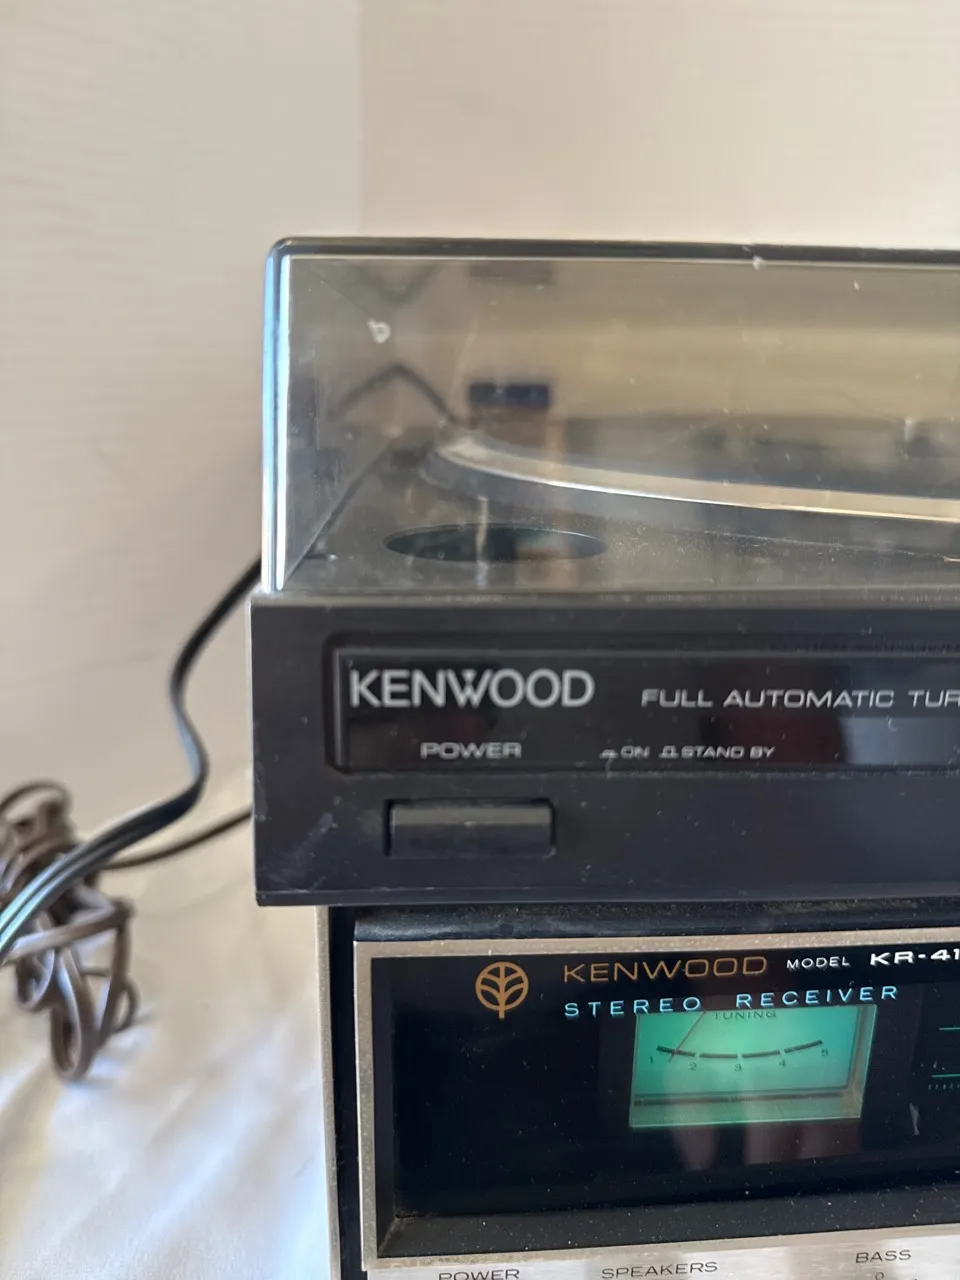 KENWOOD FULL AUTOMATIC
POWER ON STAND BY
KENWOOD MODEL KR-41
STEREO RECEIVER
TUNING
1 2 3 4 5
POWER SPEAKERS BASS
0